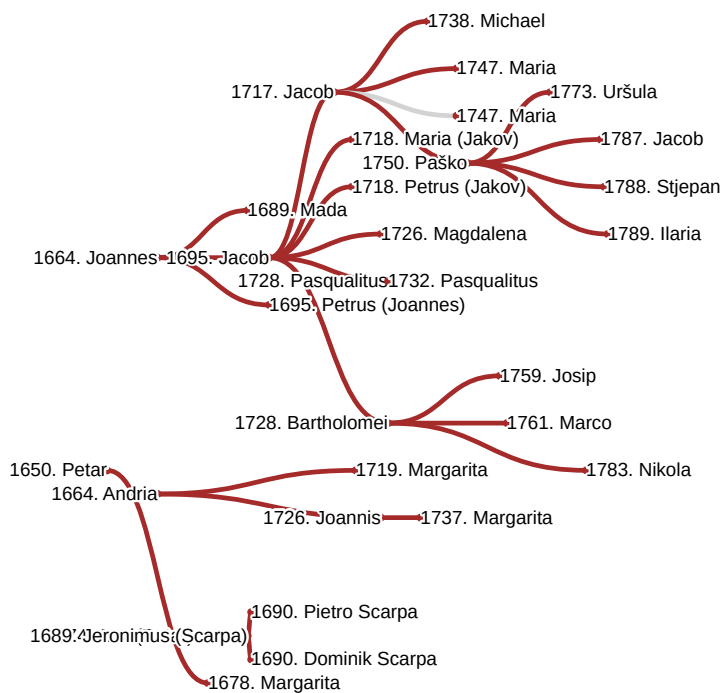 1738. Michael
1747. Maria
1717. Jacob
1773. Uršula
1747. Maria
1718. Maria (Jakov)
1787. Jacob
1750. Paško
1718. Petrus (Jakov)
1788. Stjepan
1689. Mada
1726. Magdalena
1789. Ilaria
1664. Joannes
1695. Jacob
1728. Pasqualitus
1732. Pasqualitus
1695. Petrus (Joannes)
1759. Josip
1728. Bartholomei
1761. Marco
1650. Petar
1719. Margarita
1783. Nikola
1664. Andria
1726. Joannis
1737. Margarita
1690. Pietro Scarpa
1689. Jeronimus (Scarpa)
1690. Dominik Scarpa
1678. Margarita